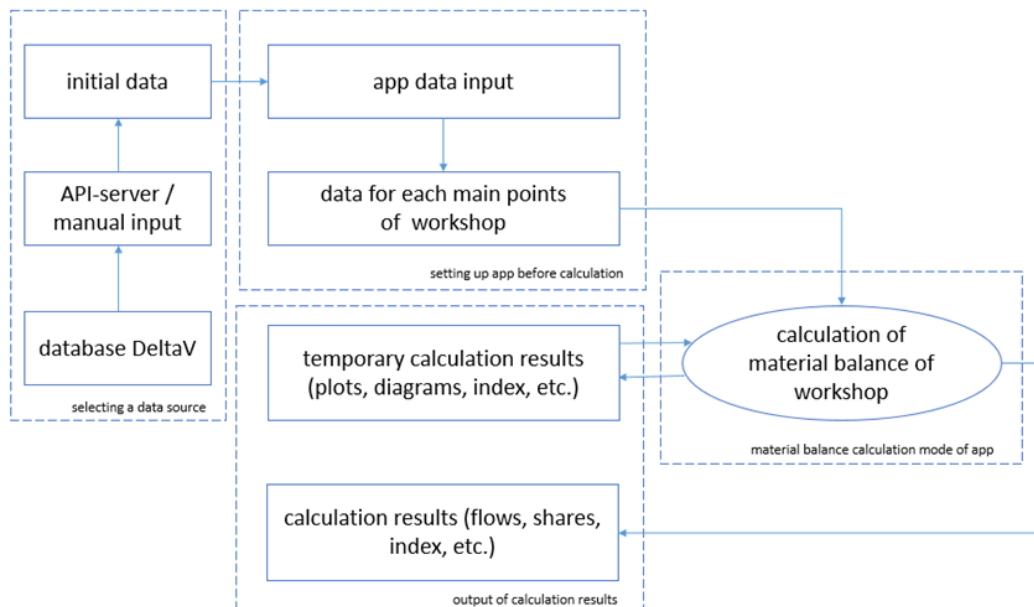 initial data
API-server /
manual input
database DeltaV
selecting a data source
app data input
data for each main points
of workshop
setting up app before calculation
temporary calculation results
(plots, diagrams, index, etc.)
calculation results (flows, shares,
index, etc.)
output of calculation results
calculation of
material balance of
workshop
material balance calculation mode of app